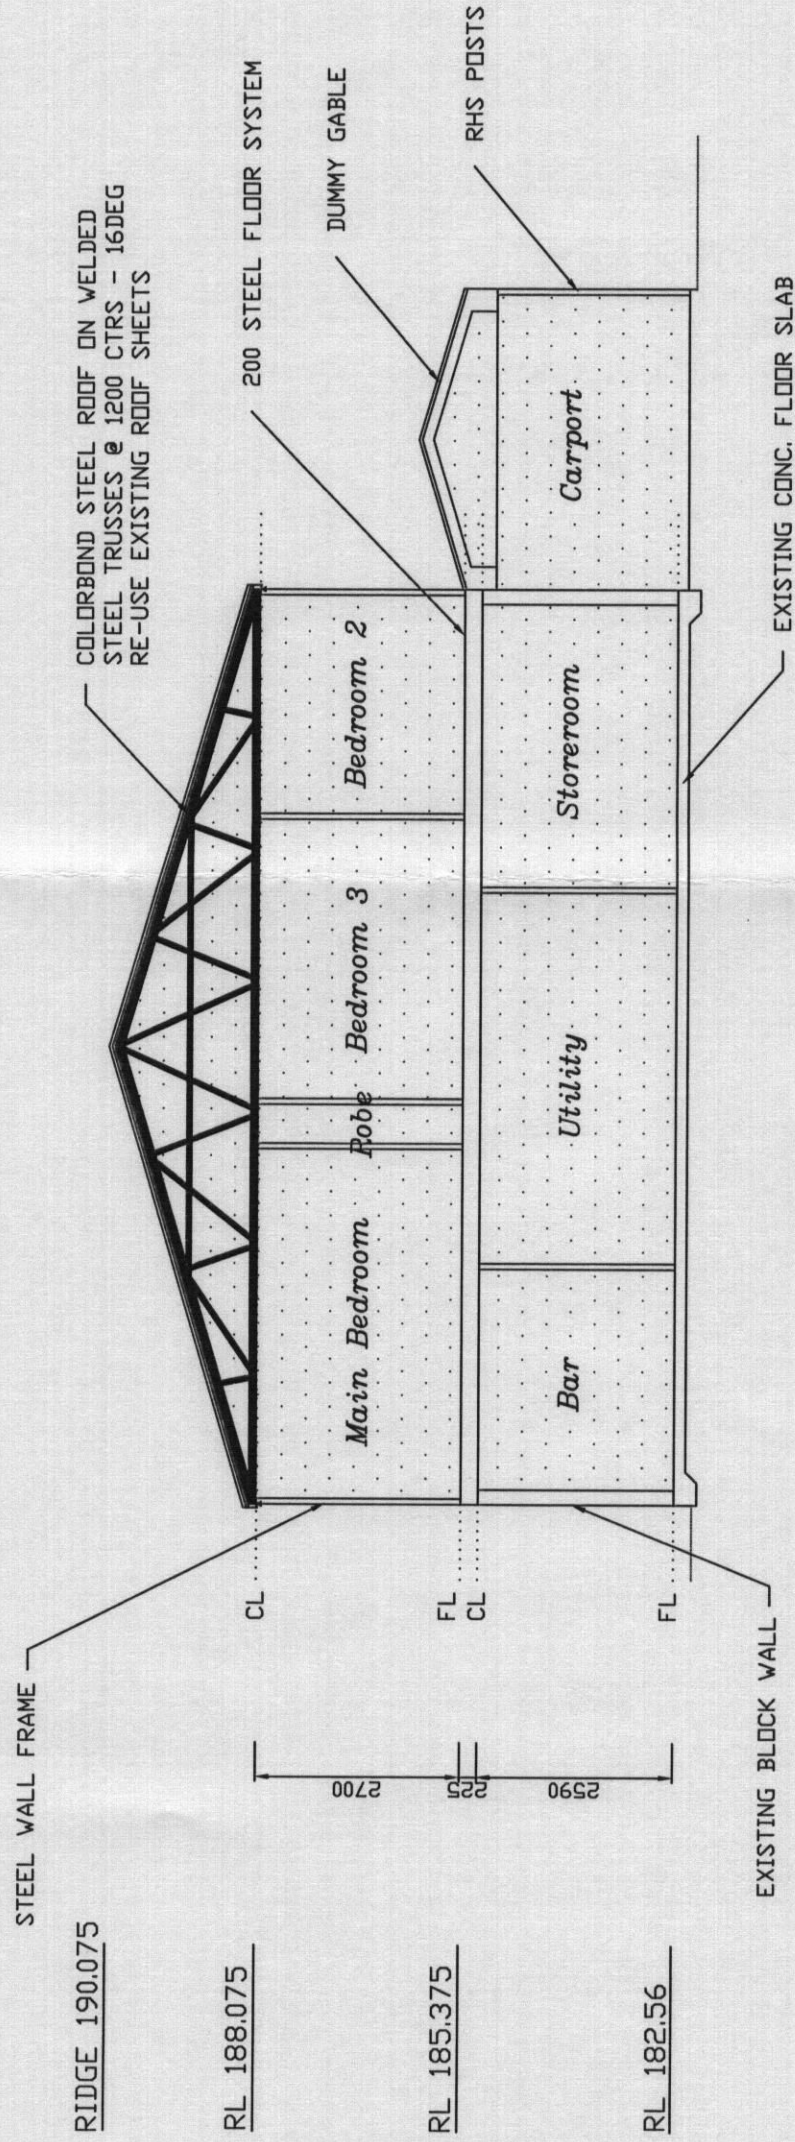 COLORBOND STEEL ROOF ON WELDED
STEEL TRUSSES @ 1200 CTRS - 16DEG
RE-USE EXISTING ROOF SHEETS
STEEL WALL FRAME
200 STEEL FLOOR SYSTEM
DUMMY GABLE
RHS POSTS
RIDGE 190.075
RL 188.075
CL
2700
Main Bedroom
Robe
Bedroom 3
Bedroom 2
RL 185.375
FL
225
CL
2590
Bar
Utility
Storeroom
Carport
RL 182.56
FL
EXISTING BLOCK WALL
EXISTING CONC. FLOOR SLAB